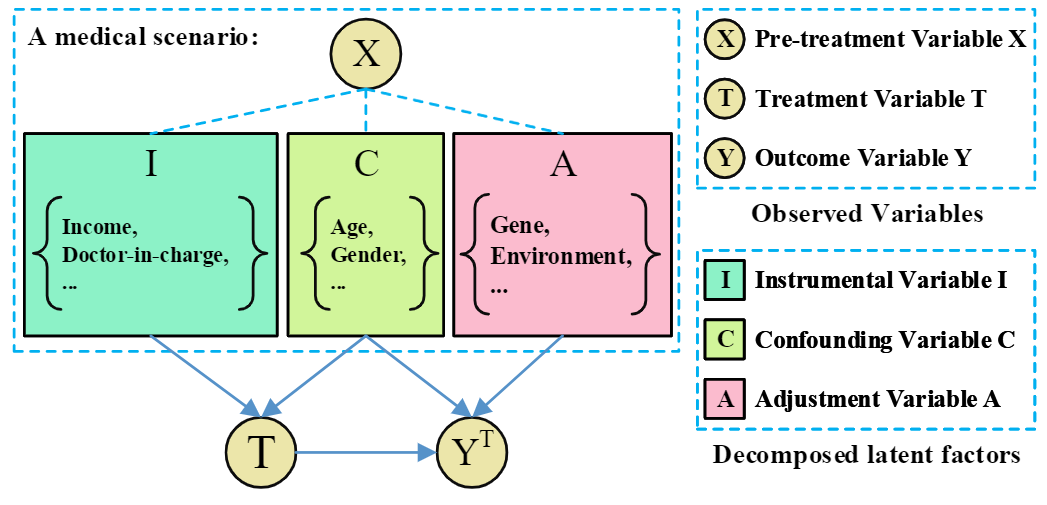 A medical scenario:
X
I
Income,
Doctor-in-charge,
...
C
Age,
Gender,
...
A
Gene,
Environment,
...
T
Y^T
X Pre-treatment Variable X
T Treatment Variable T
Y Outcome Variable Y
Observed Variables
I Instrumental Variable I
C Confounding Variable C
A Adjustment Variable A
Decomposed latent factors